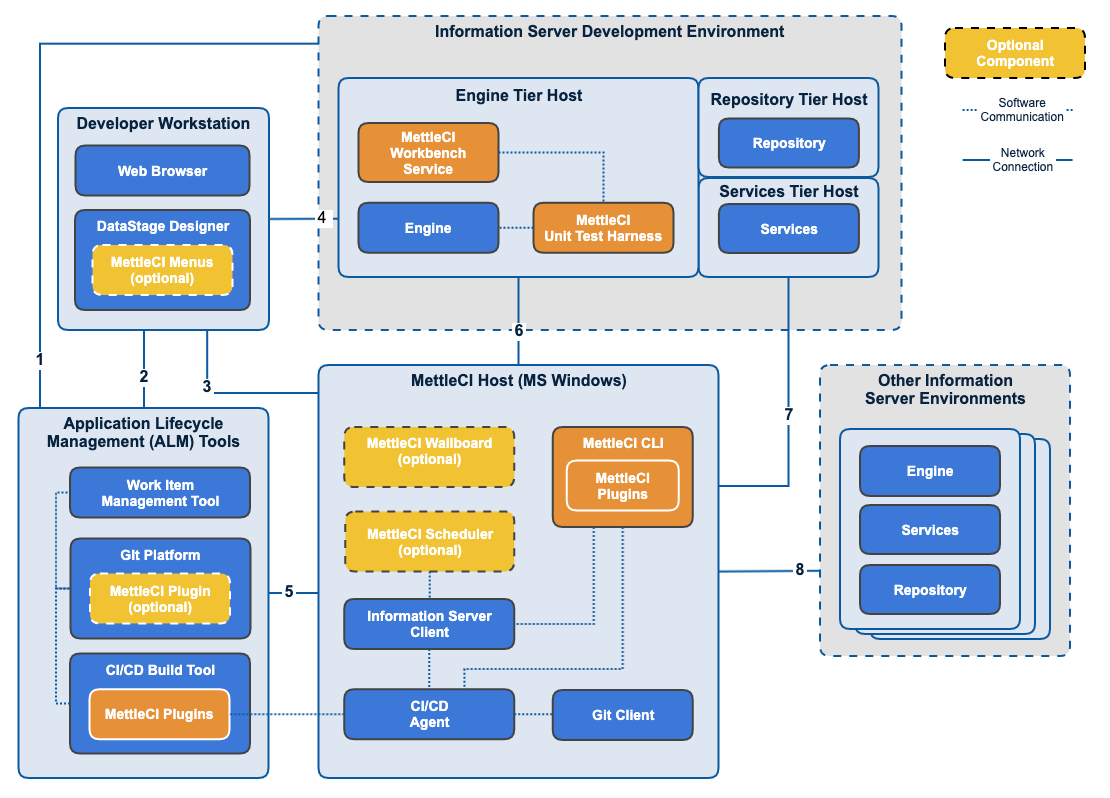 Information Server Development Environment
Optional
Component
Software
Communication
Network
Connection
Engine Tier Host
MettleCI
Workbench
Service
Engine
MettleCI
Unit Test Harness
Repository Tier Host
Repository
Services Tier Host
Services
Developer Workstation
Web Browser
DataStage Designer
MettleCI Menus
(optional)
4
6
1
2
3
7
Application Lifecycle
Management (ALM) Tools
Work Item
Management Tool
Git Platform
MettleCI Plugin
(optional)
CI/CD Build Tool
MettleCI Plugins
5
MettleCI Host (MS Windows)
MettleCI Wallboard
(optional)
MettleCI CLI
MettleCI
Plugins
MettleCI Scheduler
(optional)
Information Server
Client
CI/CD
Agent
Git Client
8
Other Information
Server Environments
Engine
Services
Repository